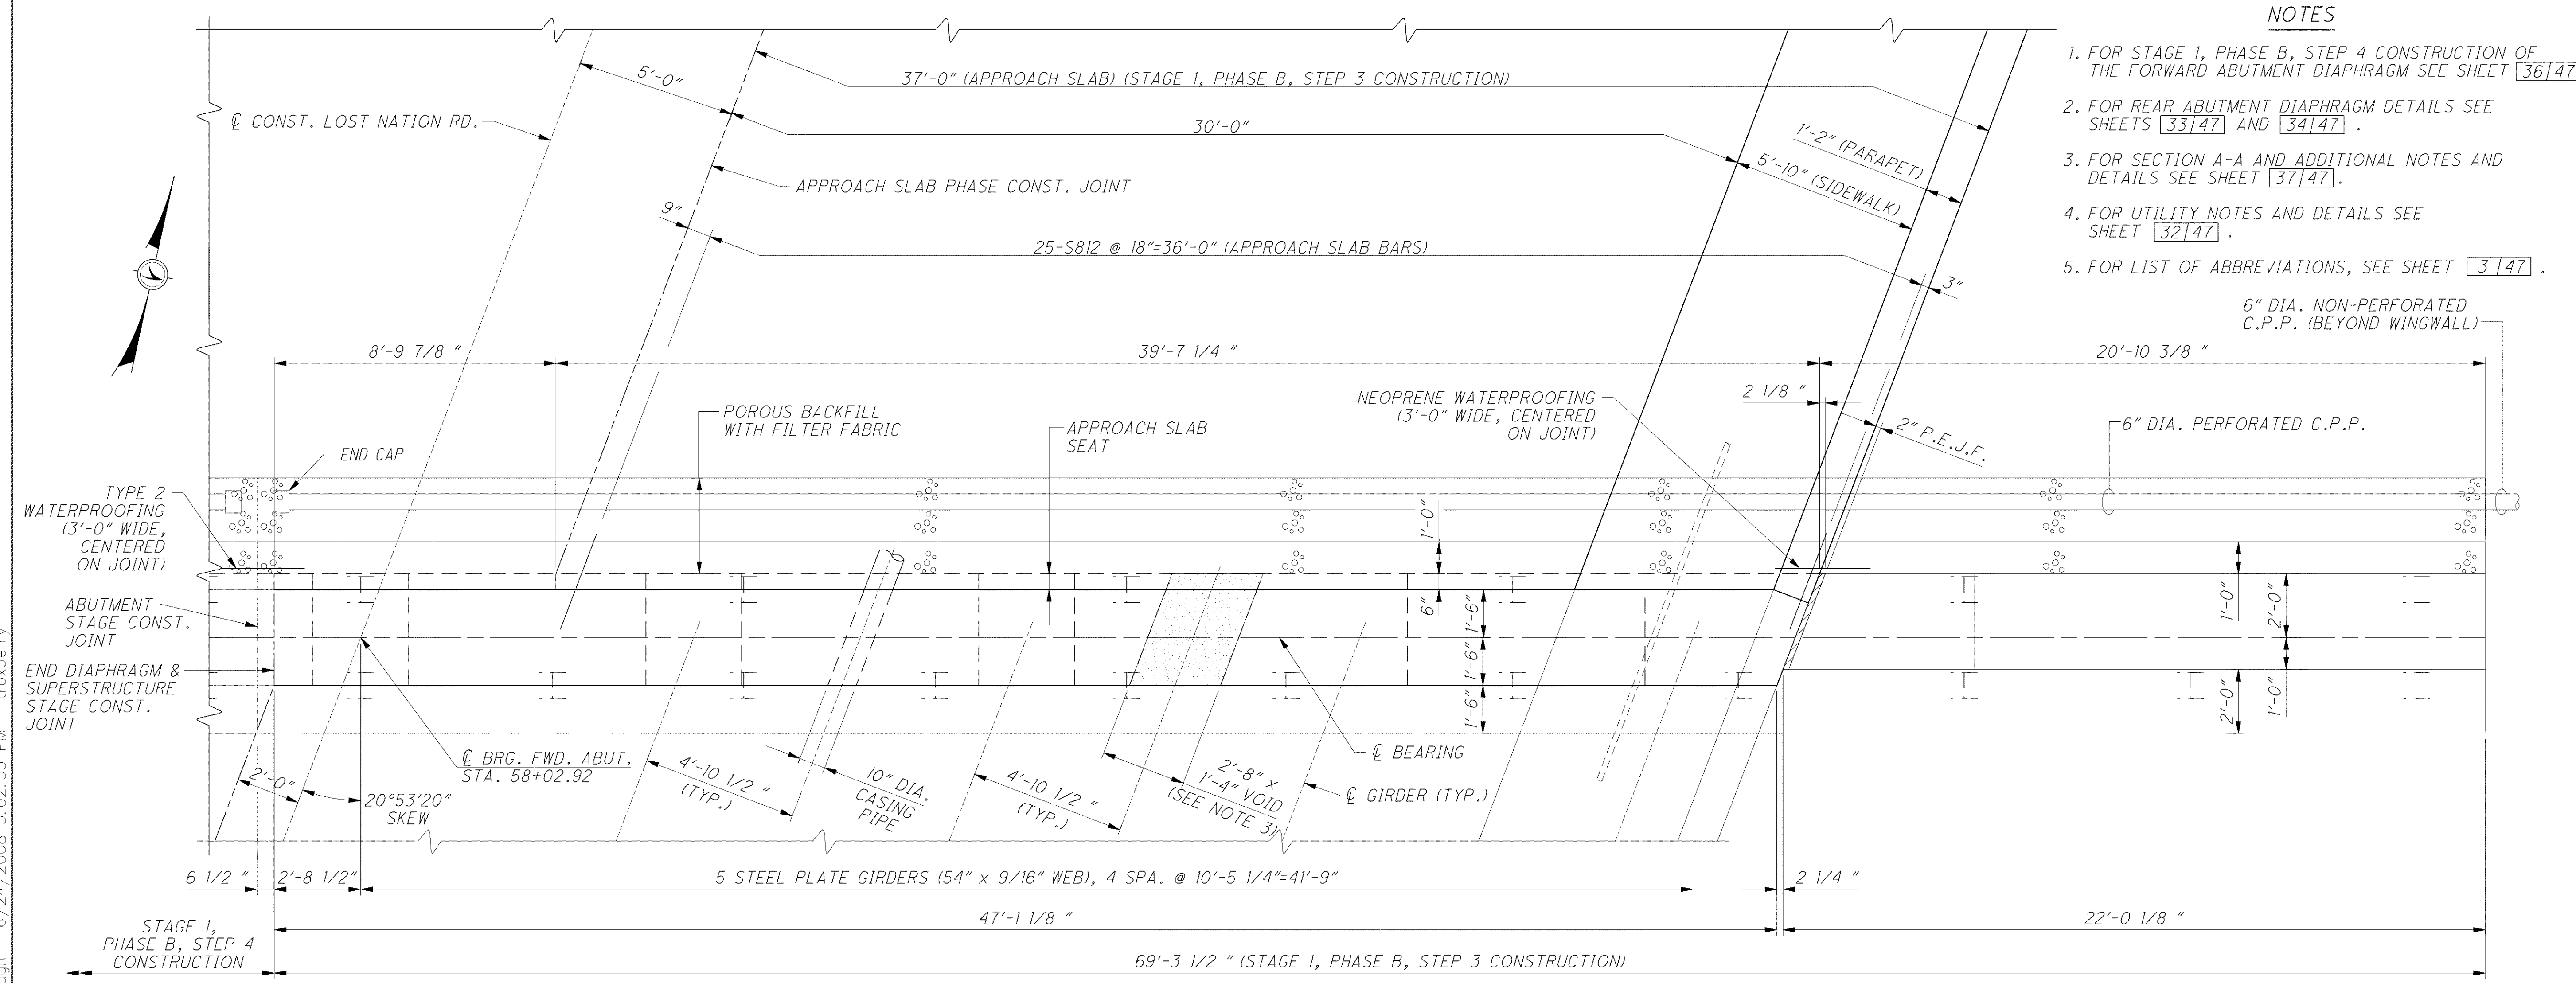 NOTES
1. FOR STAGE 1, PHASE B, STEP 4 CONSTRUCTION OF
THE FORWARD ABUTMENT DIAPHRAGM SEE SHEET 36/47
2. FOR REAR ABUTMENT DIAPHRAGM DETAILS SEE
SHEETS 33/47 AND 34/47 .
3. FOR SECTION A-A AND ADDITIONAL NOTES AND
DETAILS SEE SHEET 37/47 .
4. FOR UTILITY NOTES AND DETAILS SEE
SHEET 32/47 .
5. FOR LIST OF ABBREVIATIONS, SEE SHEET 3/47 .
5'-0"
37'-0" (APPROACH SLAB) (STAGE 1, PHASE B, STEP 3 CONSTRUCTION)
℄ CONST. LOST NATION RD.
30'-0"
1'-2" (PARAPET)
5'-10" (SIDEWALK)
APPROACH SLAB PHASE CONST. JOINT
9"
25-S812 @ 18"=36'-0" (APPROACH SLAB BARS)
3"
6" DIA. NON-PERFORATED
C.P.P. (BEYOND WINGWALL)
8'-9 7/8 "
39'-7 1/4 "
20'-10 3/8 "
2 1/8 "
NEOPRENE WATERPROOFING
(3'-0" WIDE, CENTERED
ON JOINT)
POROUS BACKFILL
WITH FILTER FABRIC
APPROACH SLAB
SEAT
2" P.E.J.F.
6" DIA. PERFORATED C.P.P.
END CAP
TYPE 2
WATERPROOFING
(3'-0" WIDE,
CENTERED
ON JOINT)
1'-0"
6"
1'-6"
1'-6"
1'-6"
1'-0"
2'-0"
2'-0"
1'-0"
ABUTMENT
STAGE CONST.
JOINT
END DIAPHRAGM &
SUPERSTRUCTURE
STAGE CONST.
JOINT
2'-0"
20°53'20"
SKEW
℄ BRG. FWD. ABUT.
STA. 58+02.92
4'-10 1/2 "
(TYP.)
10" DIA.
CASING
PIPE
4'-10 1/2 "
(TYP.)
2'-8" x
1'-4" VOID
(SEE NOTE 3)
℄ BEARING
℄ GIRDER (TYP.)
6 1/2 "
2'-8 1/2"
5 STEEL PLATE GIRDERS (54" x 9/16" WEB), 4 SPA. @ 10'-5 1/4"=41'-9"
2 1/4 "
47'-1 1/8 "
22'-0 1/8 "
STAGE 1,
PHASE B, STEP 4
CONSTRUCTION
69'-3 1/2 " (STAGE 1, PHASE B, STEP 3 CONSTRUCTION)